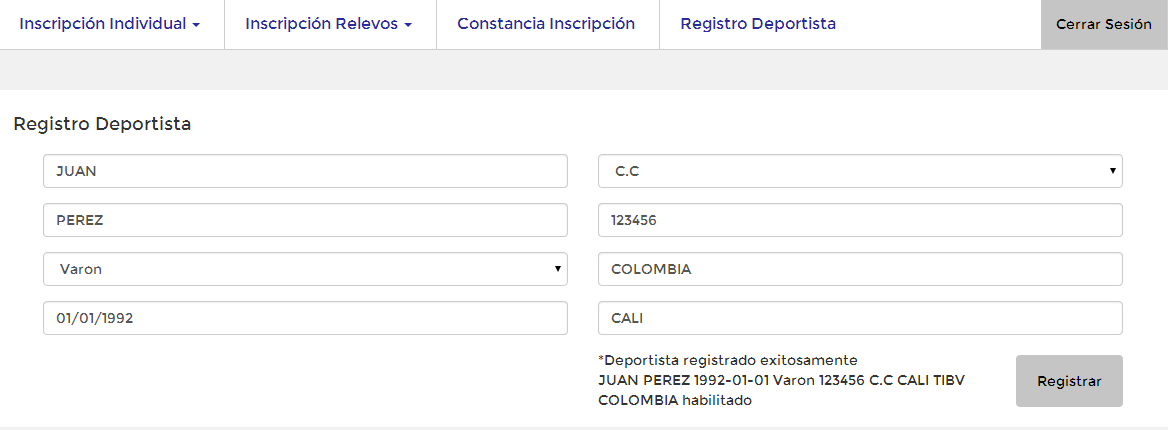 Inscripción Individual
Inscripción Relevos
Constancia Inscripción
Registro Deportista
Cerrar Sesión
Registro Deportista
JUAN
C.C
PEREZ
123456
Varon
COLOMBIA
01/01/1992
CALI
*Deportista registrado exitosamente
JUAN PEREZ 1992-01-01 Varon 123456 C.C CALI TIBV
COLOMBIA habilitado
Registrar